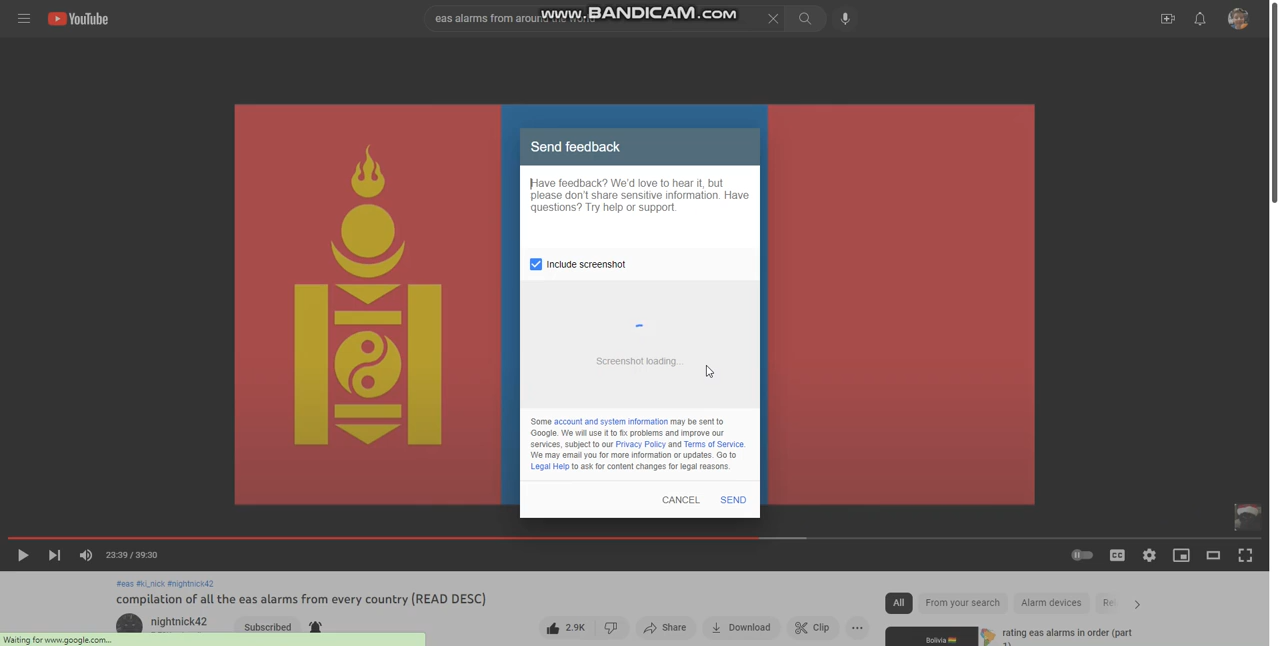 YouTube
eas alarms from around the world
www.BANDICAM.com
Send feedback
Have feedback? We'd love to hear it, but
please don't share sensitive information. Have
questions? Try help or support.
Include screenshot
Screenshot loading...
Some account and system information may be sent to
Google. We will use it to fix problems and improve our
services, subject to our Privacy Policy and Terms of Service.
We may email you for more information or updates. Go to
Legal Help to ask for content changes for legal reasons.
CANCEL SEND
23:39 / 39:30
CC
#eas #ki_nick #nightnick42
compilation of all the eas alarms from every country (READ DESC)
nightnick42
Subscribed
2.9K
Share
Download
Clip
All
From your search
Alarm devices
Re
Bolivia
rating eas alarms in order (part
Waiting for www.google.com...